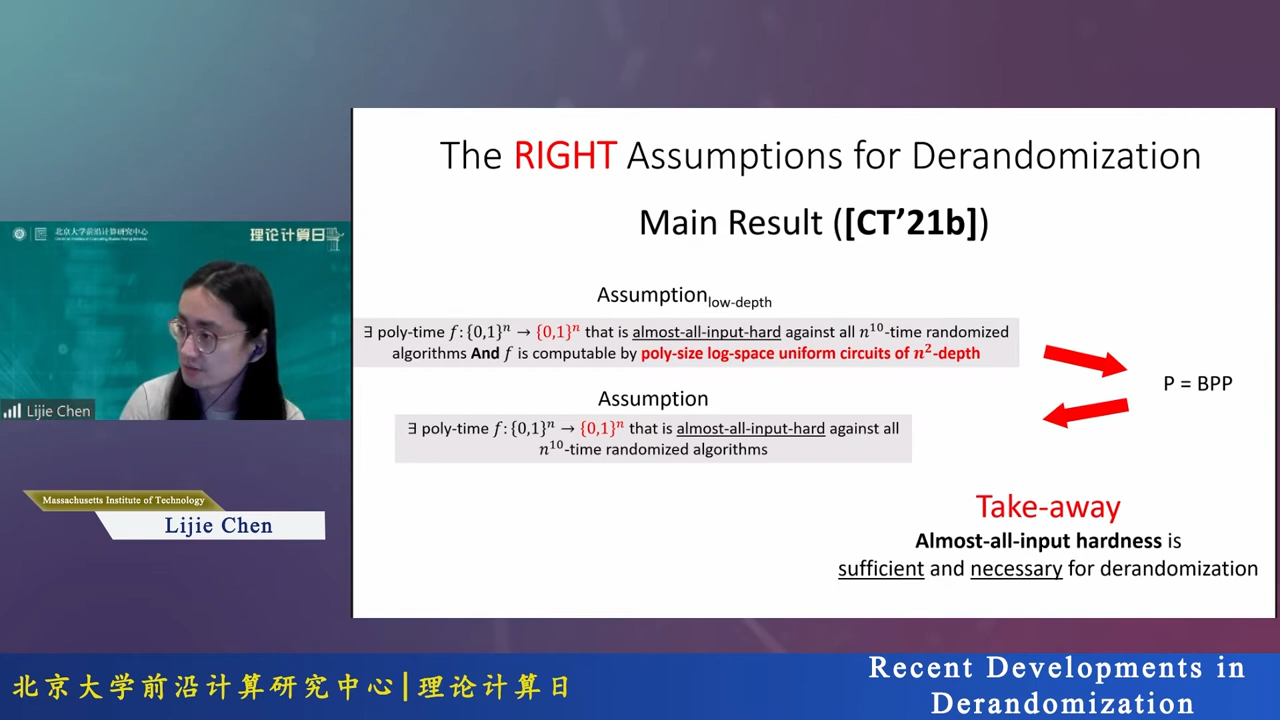 The RIGHT Assumptions for Derandomization
Main Result ([CT'21b])
Assumption_low-depth
∃ poly-time f: {0,1}^n → {0,1}^n that is almost-all-input-hard against all n^10-time randomized
algorithms And f is computable by poly-size log-space uniform circuits of n^2-depth
P = BPP
Assumption
∃ poly-time f: {0,1}^n → {0,1}^n that is almost-all-input-hard against all
n^10-time randomized algorithms
Take-away
Almost-all-input hardness is
sufficient and necessary for derandomization
北京大学前沿计算研究中心
理论计算日
Lijie Chen
Massachusetts Institute of Technology
Lijie Chen
北京大学前沿计算研究中心|理论计算日
Recent Developments in
Derandomization